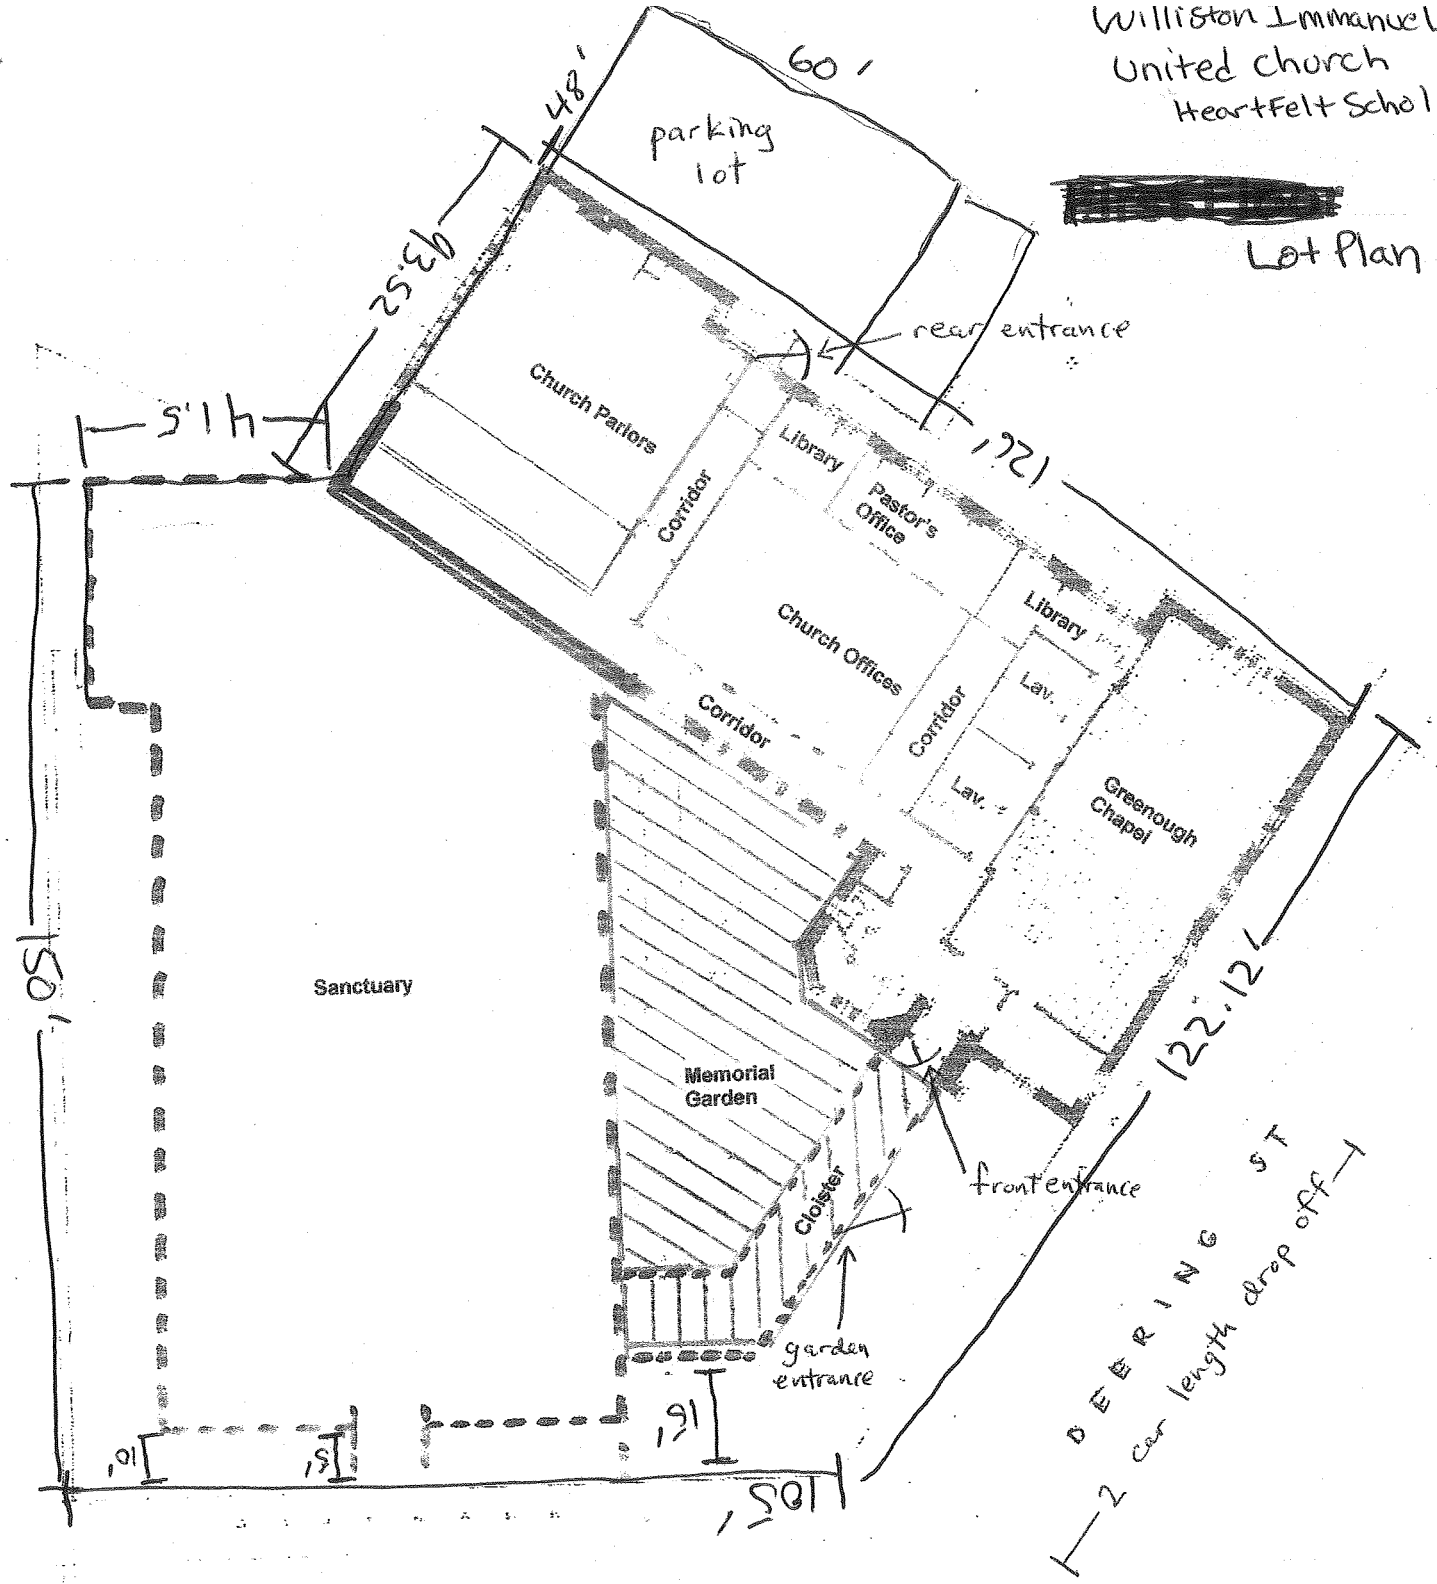 Williston Immanuel
United Church
HeartFelt Schol
Lot Plan
60'
48'
parking
lot
93.52
rear entrance
41.5
126'
Church Parlors
Corridor
Library
Pastor's
Office
Church Offices
Library
Lav.
Corridor
Lav.
Corridor
Greenough
Chapel
150'
Sanctuary
122.12'
Memorial
Garden
Cloister
front entrance
DEERING ST
2 car length drop off
garden
entrance
10'
15'
105'